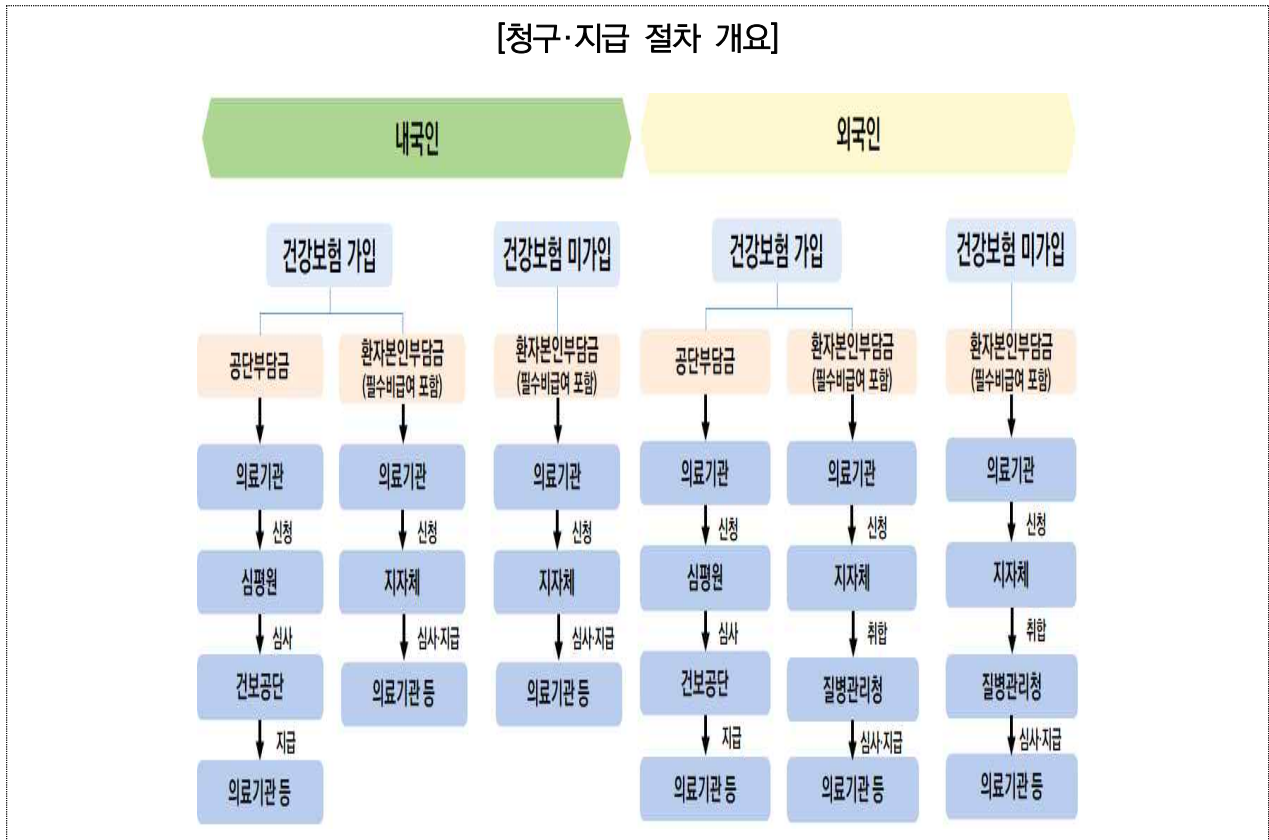 [청구·지급 절차 개요]
내국인
외국인
건강보험 가입
건강보험 미가입
건강보험 가입
건강보험 미가입
공단부담금
환자본인부담금
(필수비급여 포함)
환자본인부담금
(필수비급여 포함)
공단부담금
환자본인부담금
(필수비급여 포함)
환자본인부담금
(필수비급여 포함)
의료기관
의료기관
의료기관
의료기관
의료기관
의료기관
신청
신청
신청
신청
신청
신청
심평원
지자체
지자체
심평원
지자체
지자체
심사
심사·지급
심사·지급
심사
취합
취합
건보공단
의료기관 등
의료기관 등
건보공단
질병관리청
질병관리청
지급
지급
심사·지급
심사·지급
의료기관 등
의료기관 등
의료기관 등
의료기관 등